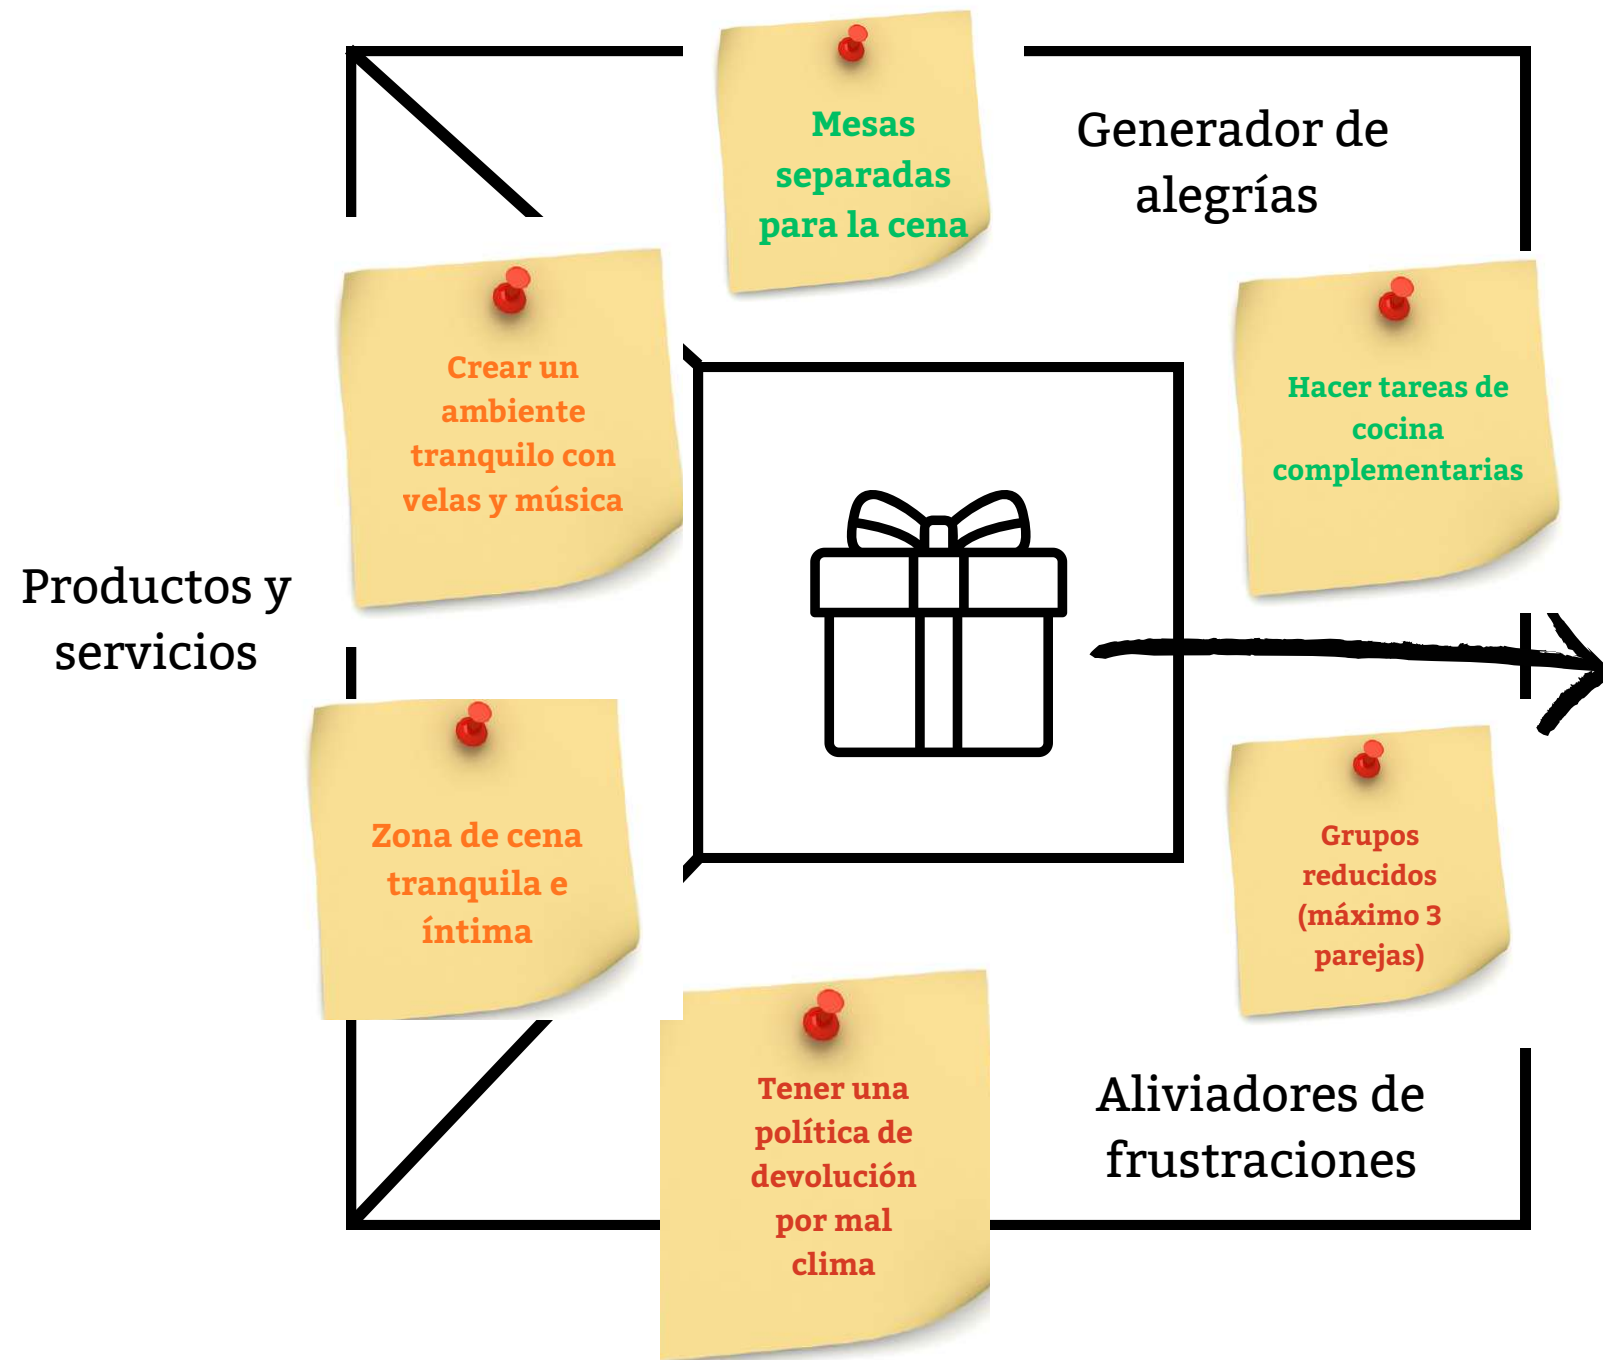 Mesas
separadas
para la cena
Generador de
alegrías
Crear un
ambiente
tranquilo con
velas y música
Hacer tareas de
cocina
complementarias
Productos y
servicios
Zona de cena
tranquila e
íntima
Grupos
reducidos
(máximo 3
parejas)
Tener una
política de
devolución
por mal
clima
Aliviadores de
frustraciones